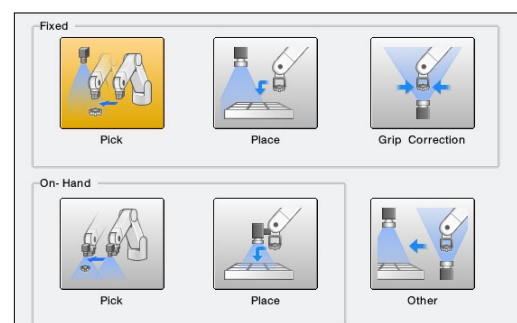 Fixed
Pick
Place
Grip Correction
On-Hand
Pick
Place
Other